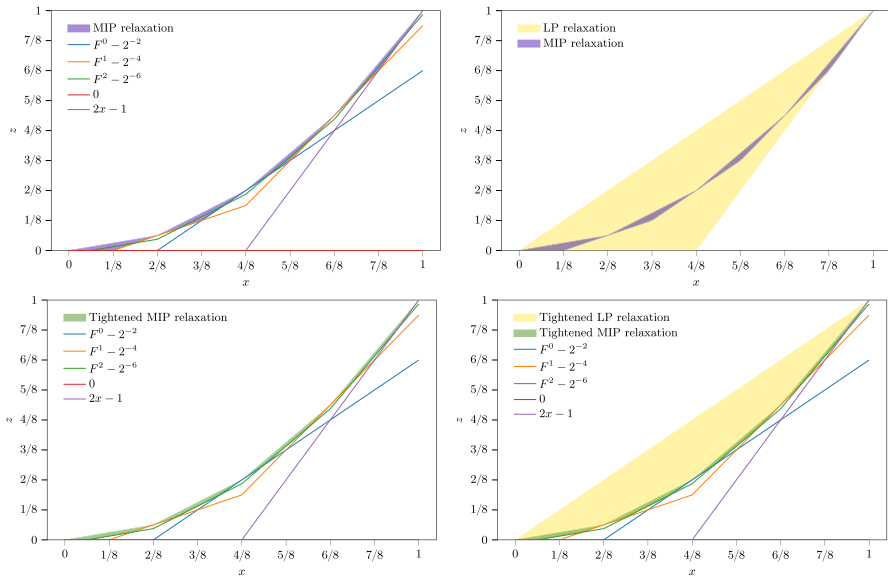 1
7/8
6/8
5/8
4/8
3/8
2/8
1/8
0
z
MIP relaxation
F^0 − 2^{-2}
F^1 − 2^{-4}
F^2 − 2^{-6}
0
2x − 1
0 1/8 2/8 3/8 4/8 5/8 6/8 7/8 1
x
1
7/8
6/8
5/8
4/8
3/8
2/8
1/8
0
z
LP relaxation
MIP relaxation
0 1/8 2/8 3/8 4/8 5/8 6/8 7/8 1
x
1
7/8
6/8
5/8
4/8
3/8
2/8
1/8
0
z
Tightened MIP relaxation
F^0 − 2^{-2}
F^1 − 2^{-4}
F^2 − 2^{-6}
0
2x − 1
0 1/8 2/8 3/8 4/8 5/8 6/8 7/8 1
x
1
7/8
6/8
5/8
4/8
3/8
2/8
1/8
0
z
Tightened LP relaxation
Tightened MIP relaxation
F^0 − 2^{-2}
F^1 − 2^{-4}
F^2 − 2^{-6}
0
2x − 1
0 1/8 2/8 3/8 4/8 5/8 6/8 7/8 1
x